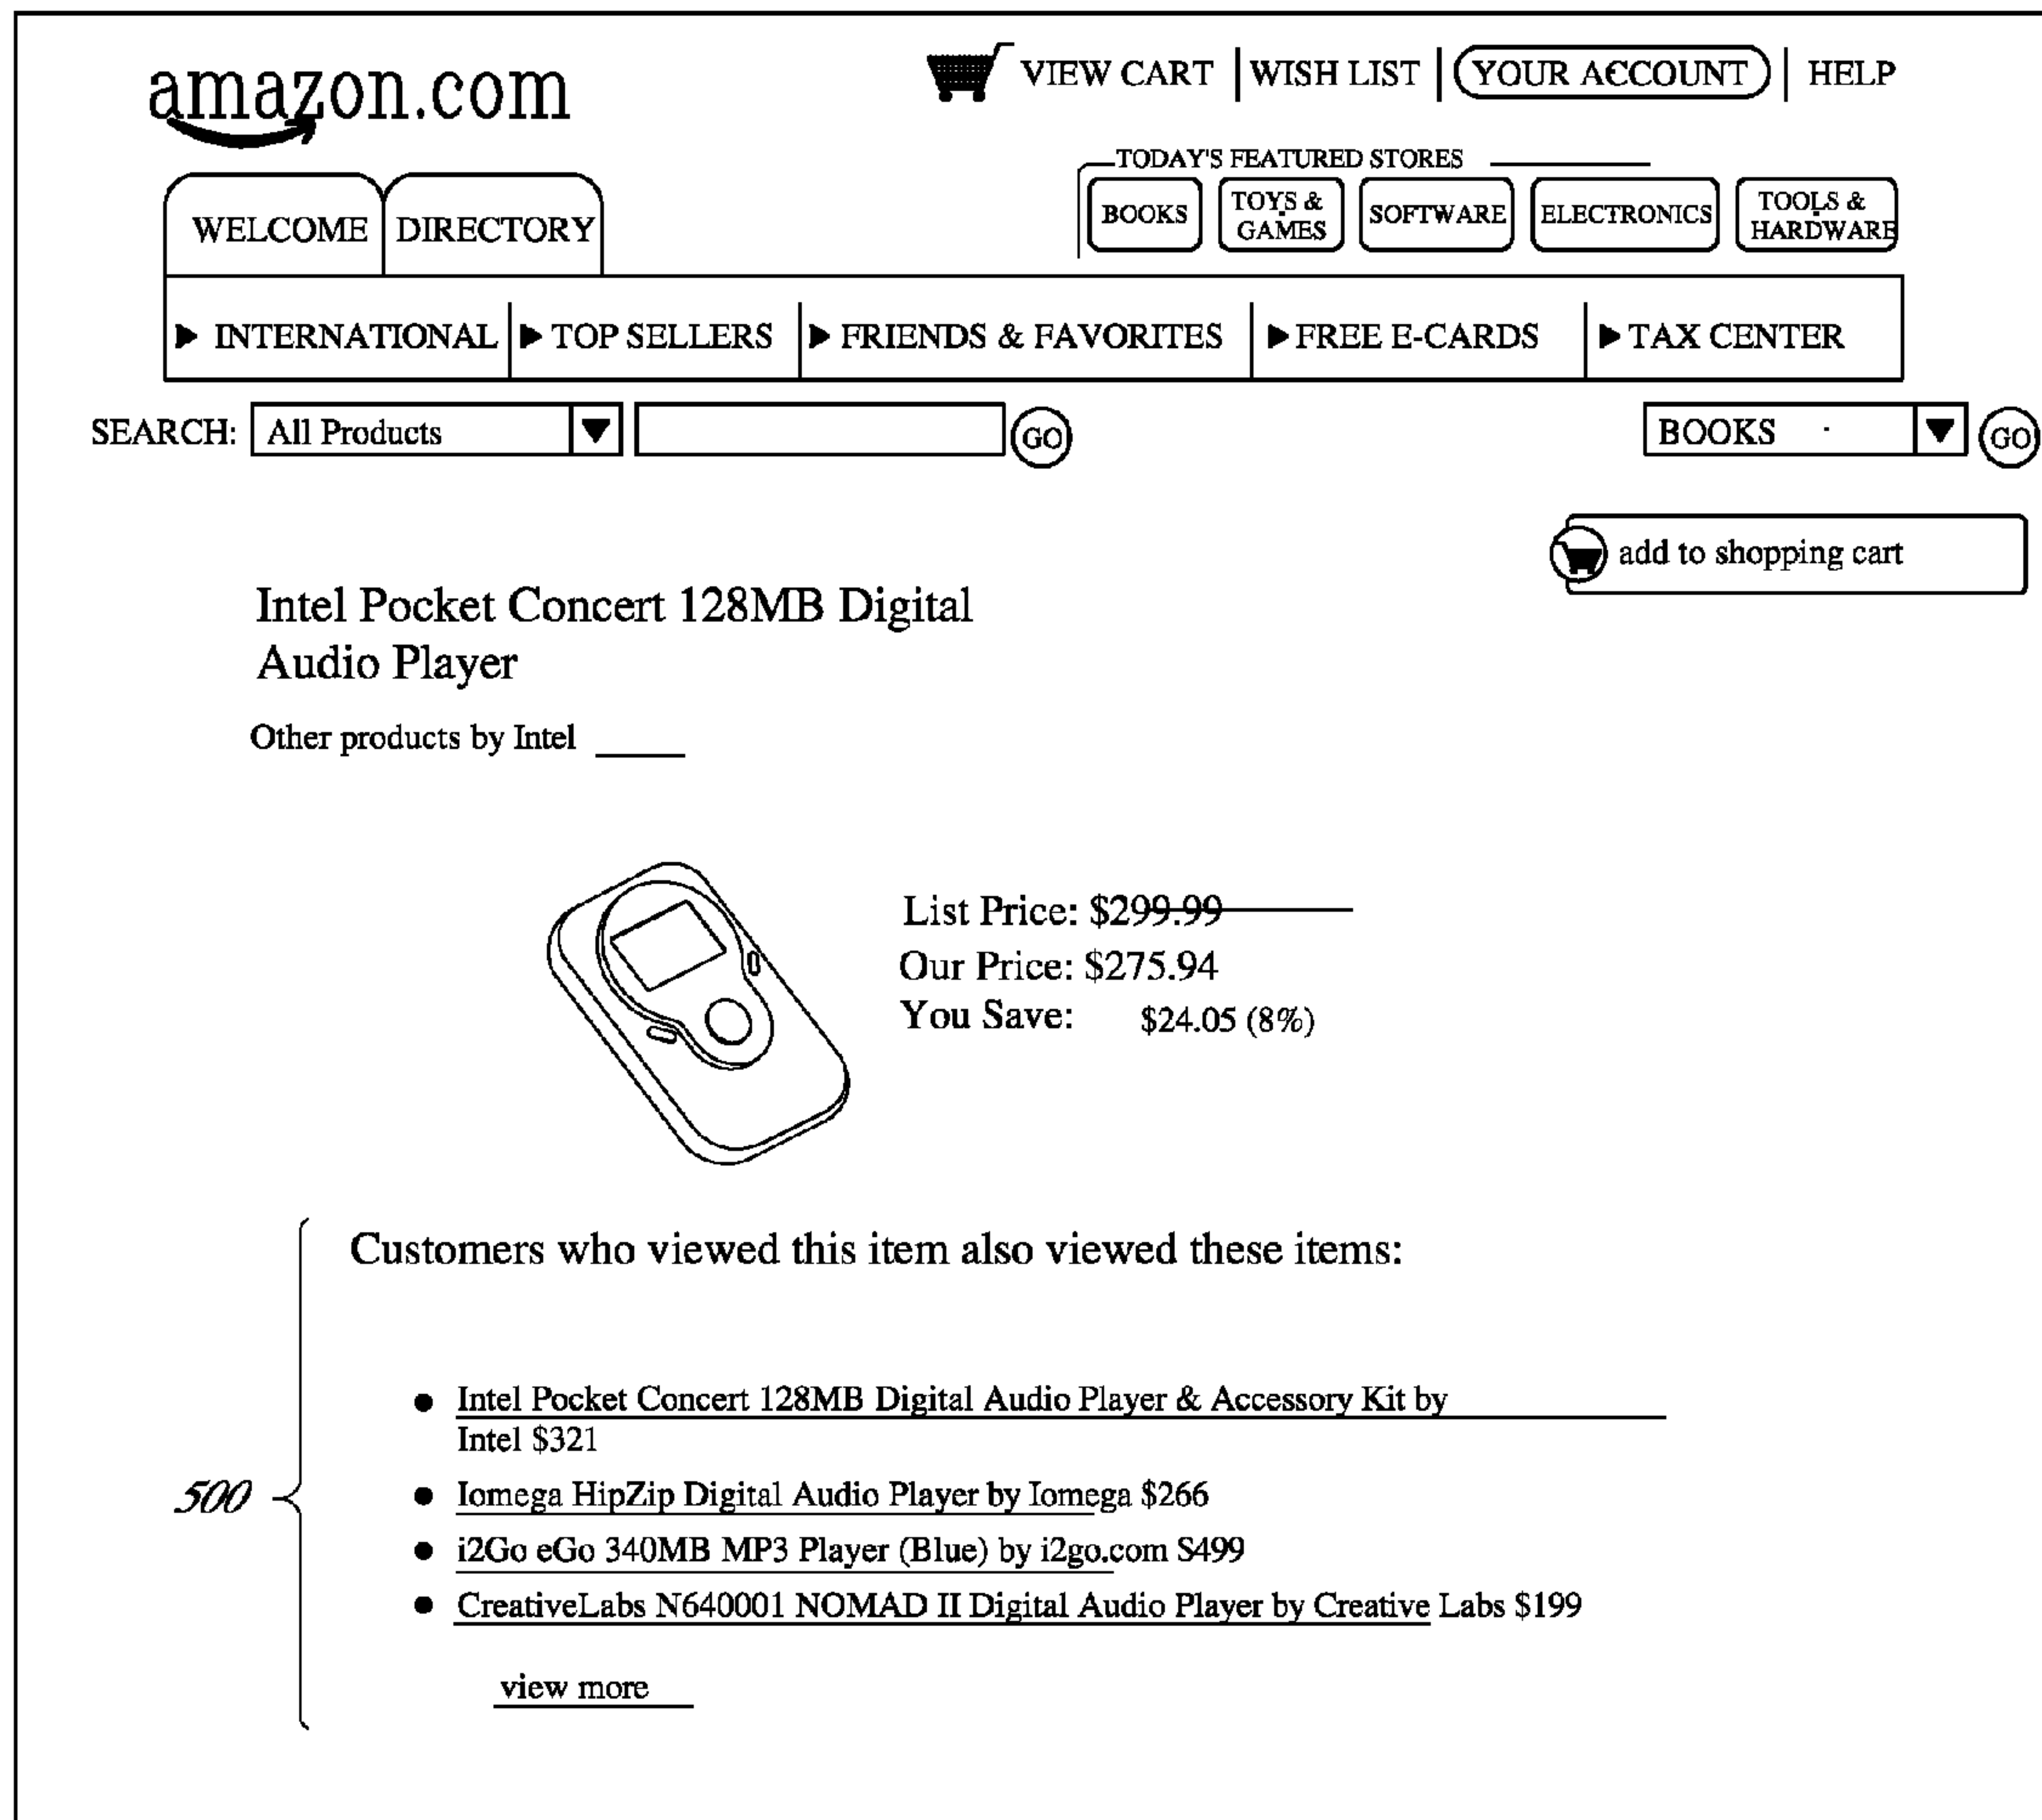 amazon.com
VIEW CART | WISH LIST | YOUR ACCOUNT | HELP
TODAY'S FEATURED STORES
WELCOME DIRECTORY
BOOKS
TOYS &
GAMES
SOFTWARE
ELECTRONICS
TOOLS &
HARDWARE
INTERNATIONAL TOP SELLERS FRIENDS & FAVORITES FREE E-CARDS TAX CENTER
SEARCH: All Products GO BOOKS GO
add to shopping cart
Intel Pocket Concert 128MB Digital
Audio Player
Other products by Intel
List Price: $299.99
Our Price: $275.94
You Save: $24.05 (8%)
Customers who viewed this item also viewed these items:
● Intel Pocket Concert 128MB Digital Audio Player & Accessory Kit by
Intel $321
500
● Iomega HipZip Digital Audio Player by Iomega $266
● i2Go eGo 340MB MP3 Player (Blue) by i2go.com S499
● CreativeLabs N640001 NOMAD II Digital Audio Player by Creative Labs $199
view more